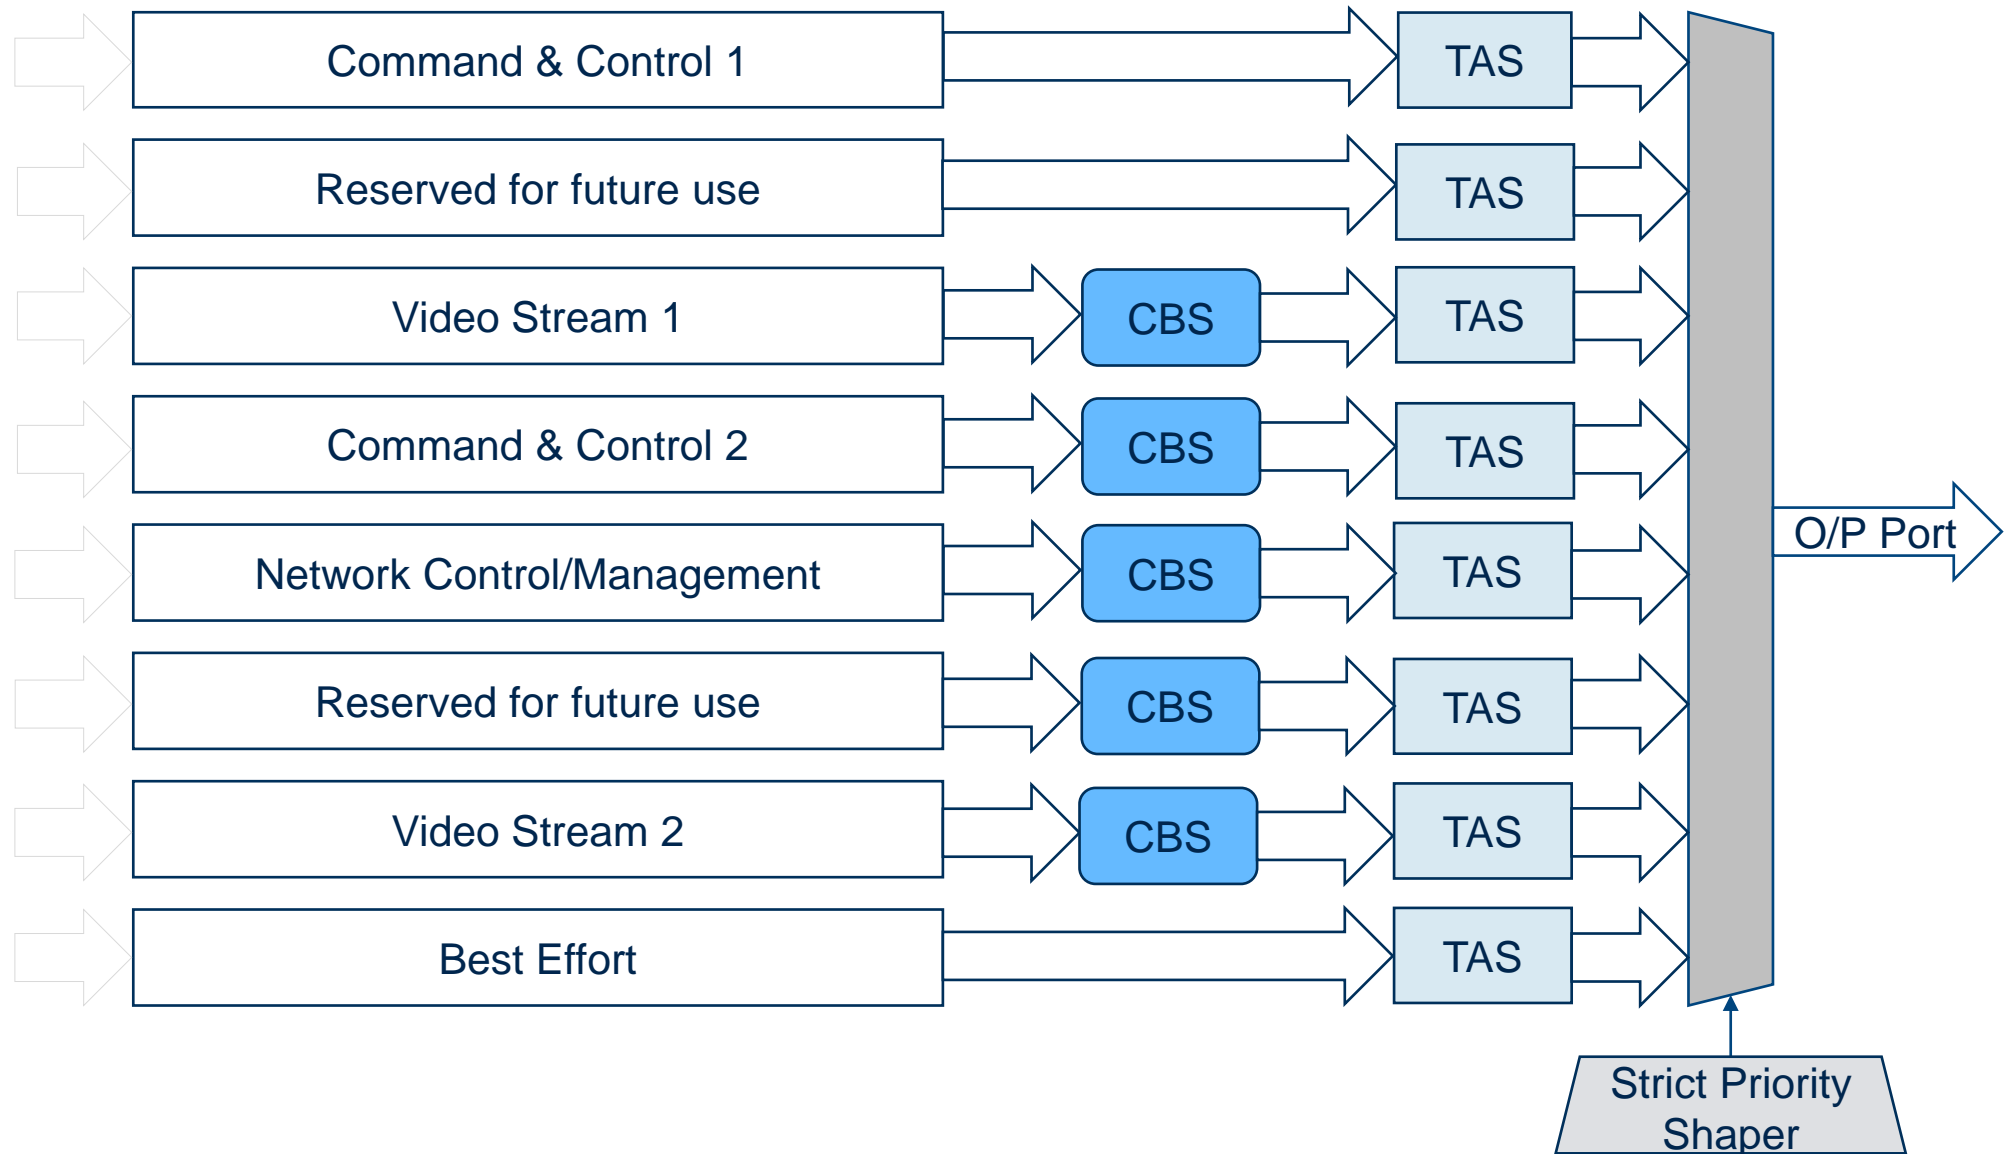 Command & Control 1
TAS
Reserved for future use
TAS
Video Stream 1
CBS
TAS
Command & Control 2
CBS
TAS
O/P Port
Network Control/Management
CBS
TAS
Reserved for future use
CBS
TAS
Video Stream 2
CBS
TAS
Best Effort
TAS
Strict Priority
Shaper